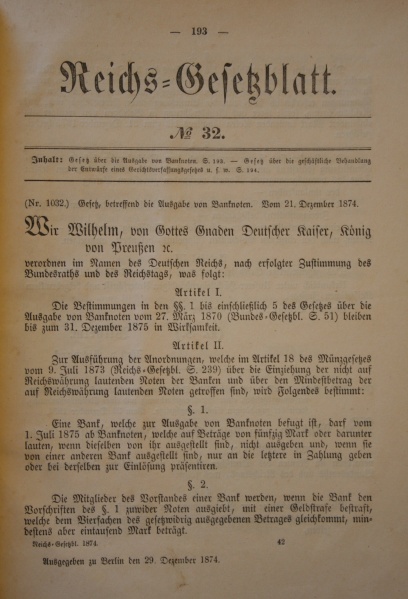 — 193 —
Reichs-Gesetzblatt.
№ 32.
Inhalt: Gesetz über die Ausgabe von Banknoten. S. 193. — Gesetz über die geschäftliche Behandlung
der Entwürfe eines Gerichtsverfassungsgesetzes u. s. w. S. 194.
(Nr. 1032.) Gesetz, betreffend die Ausgabe von Banknoten. Vom 21. Dezember 1874.
Wir Wilhelm, von Gottes Gnaden Deutscher Kaiser, König
von Preußen ꝛc.
verordnen im Namen des Deutschen Reichs, nach erfolgter Zustimmung des
Bundesraths und des Reichstags, was folgt:
Artikel I.
Die Bestimmungen in den §§. 1 bis einschließlich 5 des Gesetzes über die
Ausgabe von Banknoten vom 27. März 1870 (Bundes-Gesetzbl. S. 51) bleiben
bis zum 31. Dezember 1875 in Wirksamkeit.
Artikel II.
Zur Ausführung der Anordnungen, welche im Artikel 18 des Münzgesetzes
vom 9. Juli 1873 (Reichs-Gesetzbl. S. 239) über die Einziehung der nicht auf
Reichswährung lautenden Noten der Banken und über den Mindestbetrag der
auf Reichswährung lautenden Noten getroffen sind, wird Folgendes bestimmt:
§. 1.
Eine Bank, welche zur Ausgabe von Banknoten befugt ist, darf vom
1. Juli 1875 ab Banknoten, welche auf Beträge von fünfzig Mark oder darunter
lauten, wenn dieselben von ihr ausgestellt sind, nicht ausgeben und, wenn sie
von einer anderen Bank ausgestellt sind, nur an die letztere in Zahlung geben
oder bei derselben zur Einlösung präsentiren.
§. 2.
Die Mitglieder des Vorstandes einer Bank werden, wenn die Bank den
Vorschriften des §. 1 zuwider Noten ausgiebt, mit einer Geldstrafe bestraft,
welche dem Vierfachen des gesetzwidrig ausgegebenen Betrages gleichkommt, min-
destens aber eintausend Mark beträgt.
Reichs-Gesetzbl. 1874. 42
Ausgegeben zu Berlin den 29. Dezember 1874.